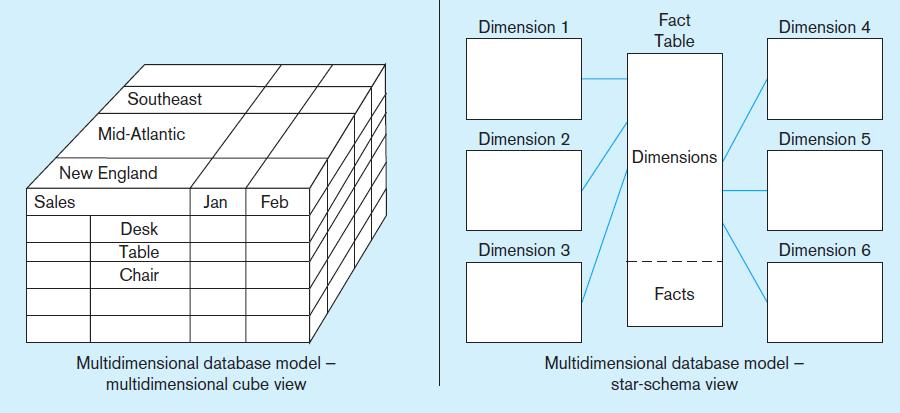 Southeast
Mid-Atlantic
New England
Sales Jan Feb
Desk
Table
Chair
Multidimensional database model –
multidimensional cube view
Dimension 1
Fact
Table
Dimension 4
Dimension 2
Dimensions
Dimension 5
Dimension 3
Dimension 6
Facts
Multidimensional database model –
star-schema view